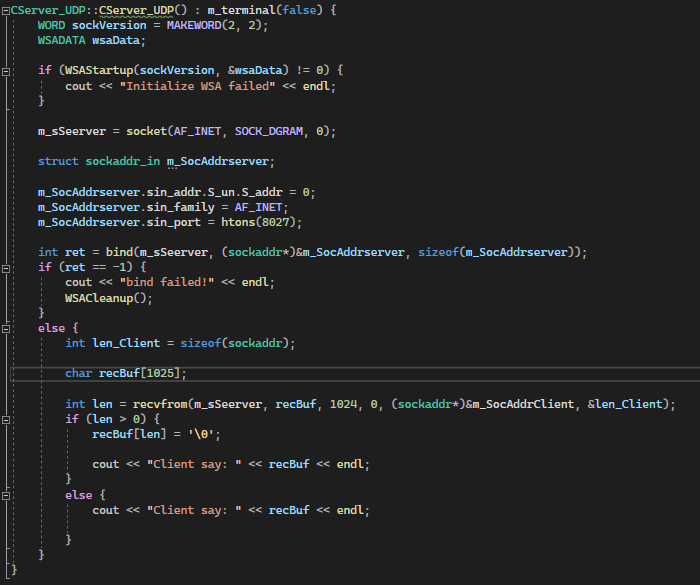 CServer_UDP::CServer_UDP() : m_terminal(false) {
WORD sockVersion = MAKEWORD(2, 2);
WSADATA wsaData;
if (WSAStartup(sockVersion, &wsaData) != 0) {
cout << "Initialize WSA failed" << endl;
}
m_sSeerver = socket(AF_INET, SOCK_DGRAM, 0);
struct sockaddr_in m_SocAddrserver;
m_SocAddrserver.sin_addr.S_un.S_addr = 0;
m_SocAddrserver.sin_family = AF_INET;
m_SocAddrserver.sin_port = htons(8027);
int ret = bind(m_sSeerver, (sockaddr*)&m_SocAddrserver, sizeof(m_SocAddrserver));
if (ret == -1) {
cout << "bind failed!" << endl;
WSACleanup();
}
else {
int len_Client = sizeof(sockaddr);
char recBuf[1025];
int len = recvfrom(m_sSeerver, recBuf, 1024, 0, (sockaddr*)&m_SocAddrClient, &len_Client);
if (len > 0) {
recBuf[len] = '\0';
cout << "Client say: " << recBuf << endl;
}
else {
cout << "Client say: " << recBuf << endl;
}
}
}